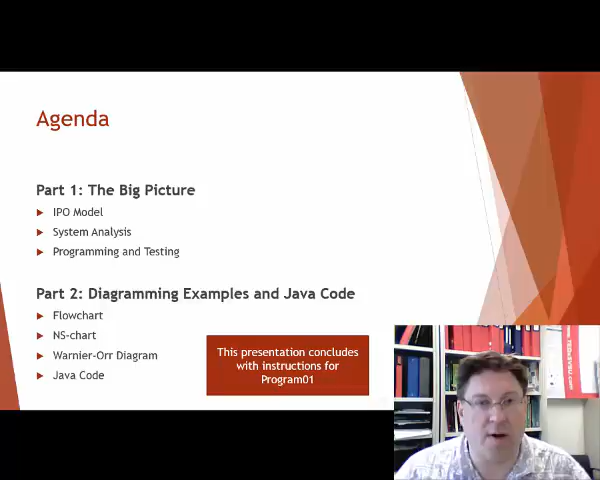 Agenda
Part 1: The Big Picture
IPO Model
System Analysis
Programming and Testing
Part 2: Diagramming Examples and Java Code
Flowchart
NS-chart
Warnier-Orr Diagram
Java Code
This presentation concludes
with instructions for
Program01